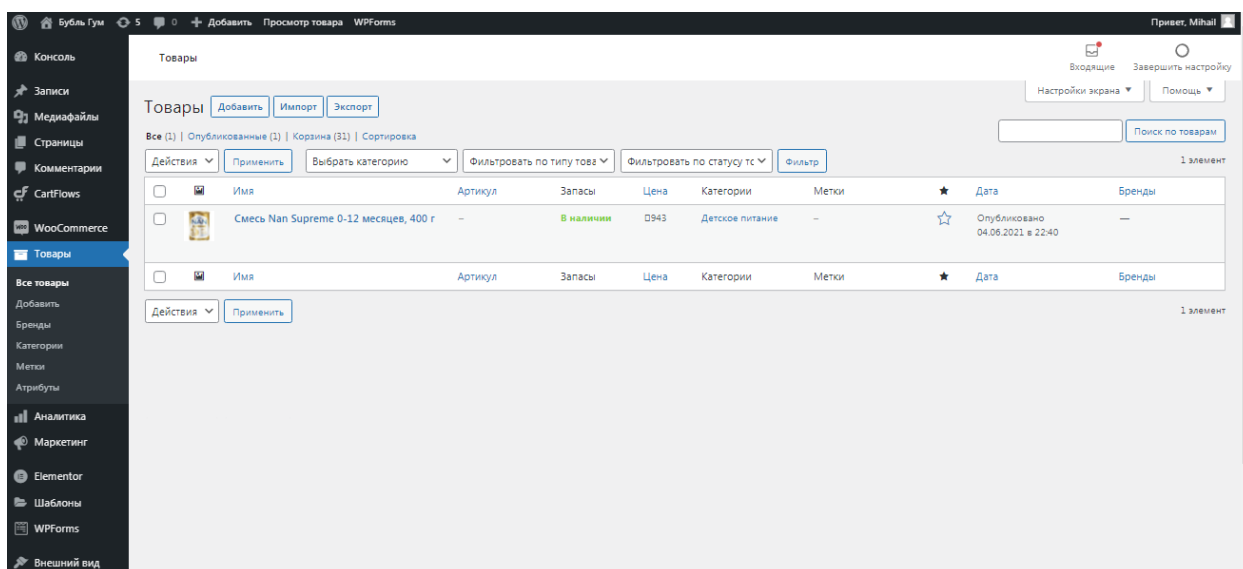 Бубль Гум 5 0 + Добавить Просмотр товара WPForms Привет, Mihail
Консоль
Записи
Медиафайлы
Страницы
Комментарии
CartFlows
WooCommerce
Товары
Все товары
Добавить
Бренды
Категории
Метки
Атрибуты
Аналитика
Маркетинг
Elementor
Шаблоны
WPForms
Внешний вид
Товары
Входящие Завершить настройку
Настройки экрана ▼ Помощь ▼
Товары Добавить Импорт Экспорт
Все (1) | Опубликованные (1) | Корзина (31) | Сортировка
Поиск по товарам
Действия Применить Выбрать категорию Фильтровать по типу това Фильтровать по статусу тс Фильтр 1 элемент
Имя Артикул Запасы Цена Категории Метки ★ Дата Бренды
Смесь Nan Supreme 0-12 месяцев, 400 г – В наличии □943 Детское питание – ☆ Опубликовано —
04.06.2021 в 22:40
Имя Артикул Запасы Цена Категории Метки ★ Дата Бренды
Действия Применить 1 элемент